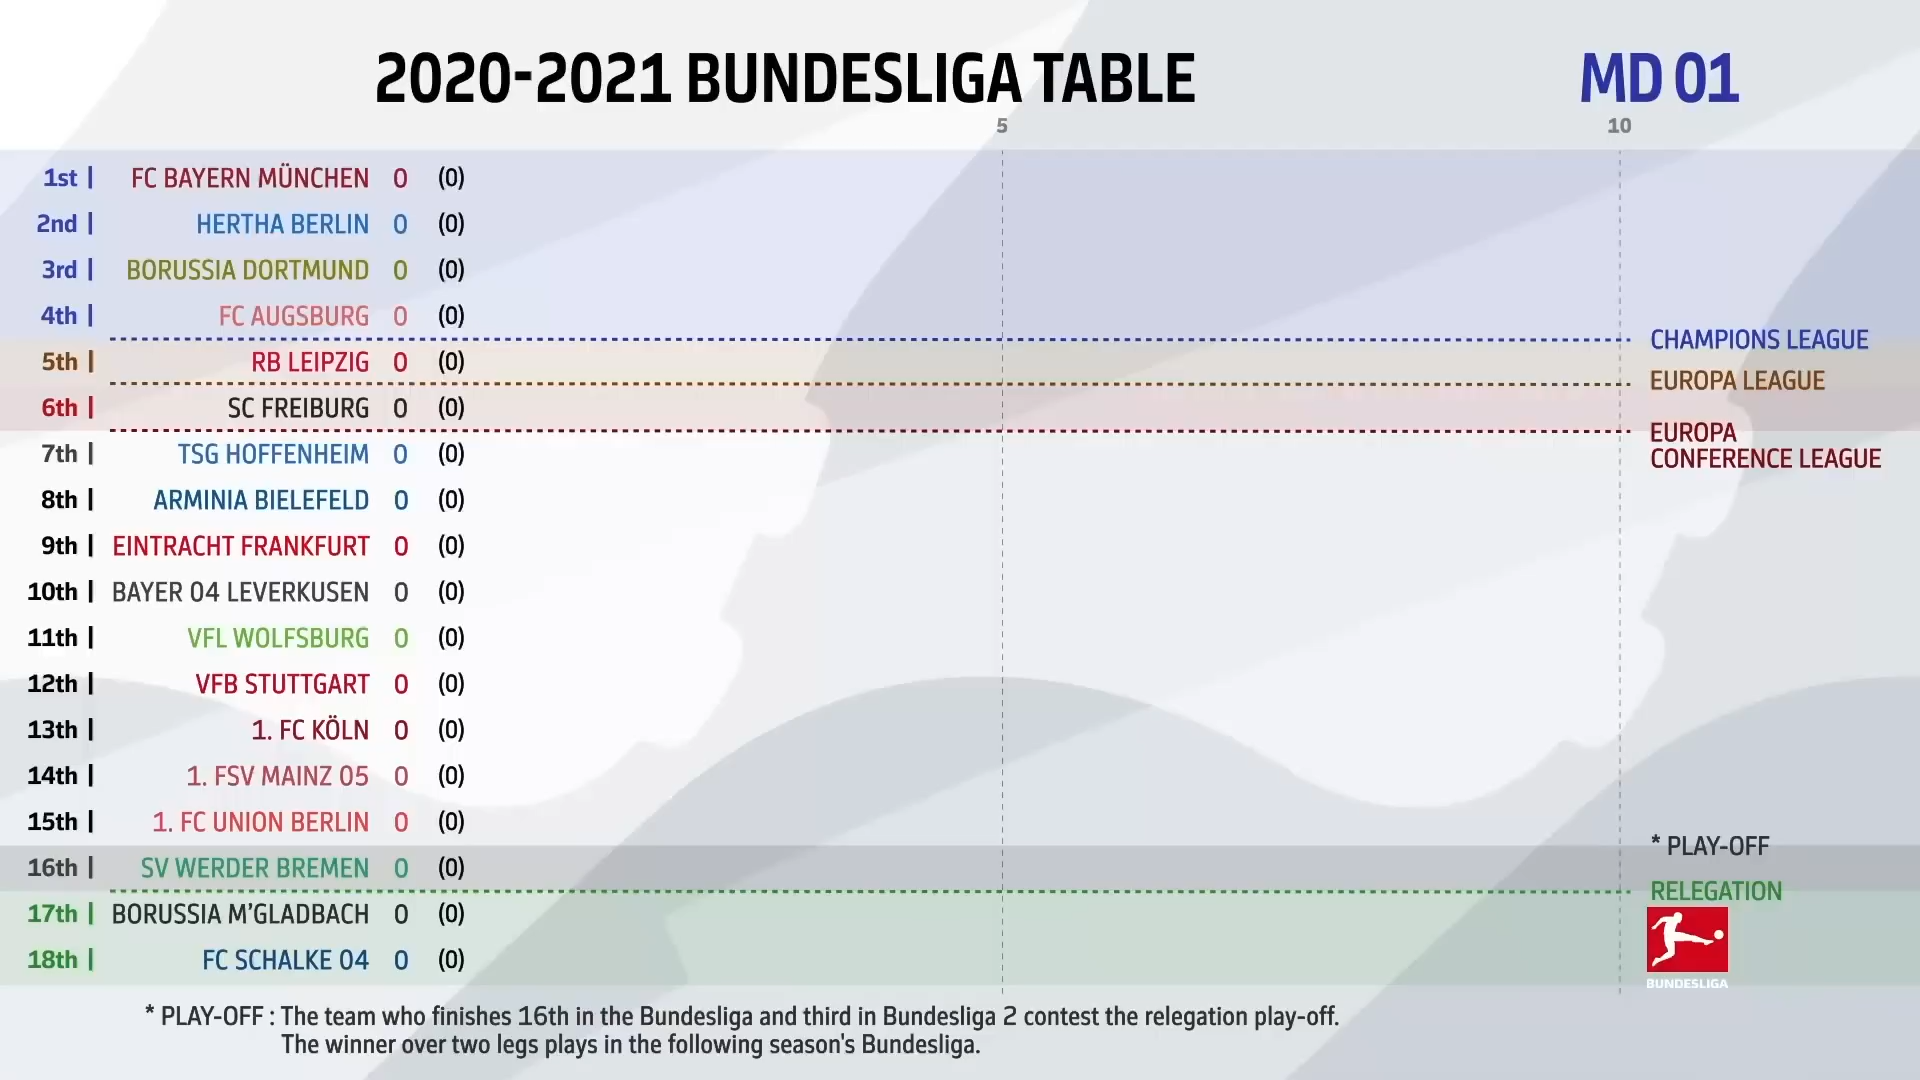 2020-2021 BUNDESLIGA TABLE
MD 01
5 10
1st | FC BAYERN MÜNCHEN 0 (0)
2nd | HERTHA BERLIN 0 (0)
3rd | BORUSSIA DORTMUND 0 (0)
4th | FC AUGSBURG 0 (0)
CHAMPIONS LEAGUE
5th | RB LEIPZIG 0 (0)
EUROPA LEAGUE
6th | SC FREIBURG 0 (0)
EUROPA
CONFERENCE LEAGUE
7th | TSG HOFFENHEIM 0 (0)
8th | ARMINIA BIELEFELD 0 (0)
9th | EINTRACHT FRANKFURT 0 (0)
10th | BAYER 04 LEVERKUSEN 0 (0)
11th | VFL WOLFSBURG 0 (0)
12th | VFB STUTTGART 0 (0)
13th | 1. FC KÖLN 0 (0)
14th | 1. FSV MAINZ 05 0 (0)
15th | 1. FC UNION BERLIN 0 (0)
* PLAY-OFF
16th | SV WERDER BREMEN 0 (0)
RELEGATION
17th | BORUSSIA M’GLADBACH 0 (0)
18th | FC SCHALKE 04 0 (0)
BUNDESLIGA
* PLAY-OFF : The team who finishes 16th in the Bundesliga and third in Bundesliga 2 contest the relegation play-off.
The winner over two legs plays in the following season's Bundesliga.